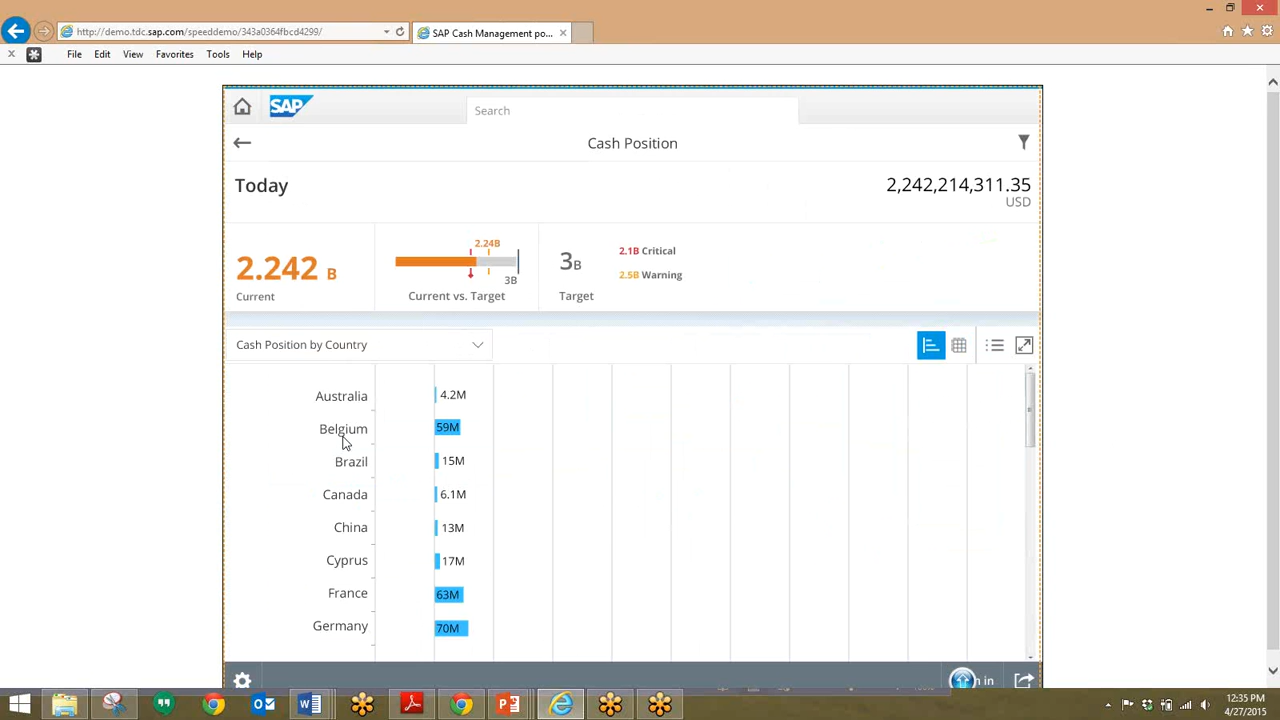 http://demo.tdc.sap.com/speeddemo/343a0364fbcd4299/
SAP Cash Management po...
File Edit View Favorites Tools Help
SAP
Search
Cash Position
Today
2,242,214,311.35
USD
2.242 B
Current
2.24B
3B
Current vs. Target
3B
Target
2.1B Critical
2.5B Warning
Cash Position by Country
Australia 4.2M
Belgium 59M
Brazil 15M
Canada 6.1M
China 13M
Cyprus 17M
France 63M
Germany 70M
in
12:35 PM
4/27/2015